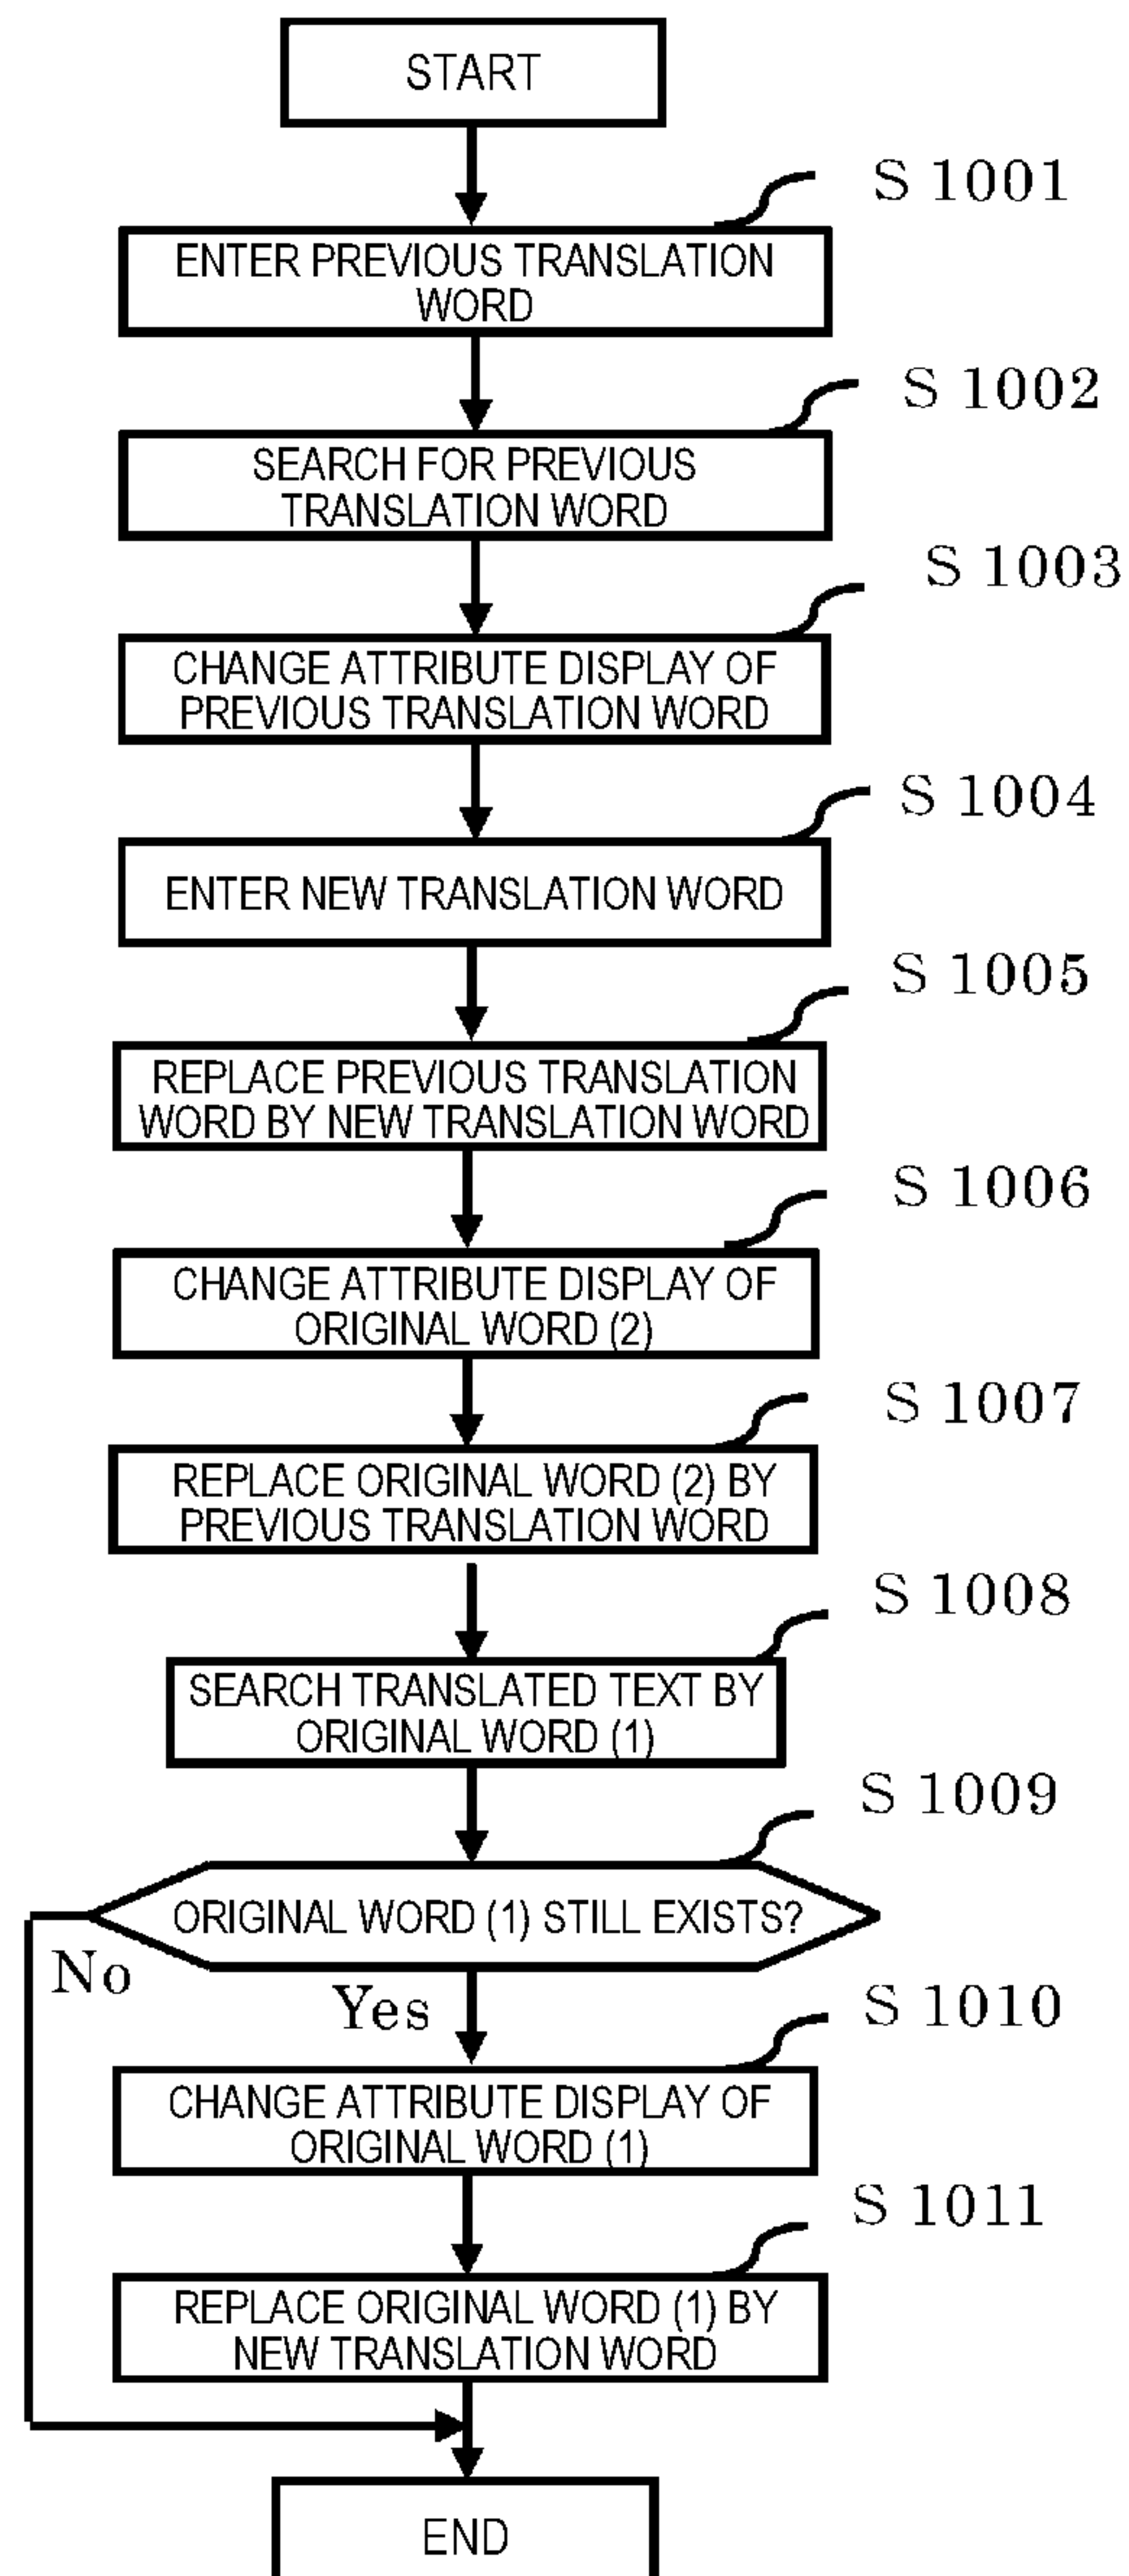 START
S 1001
ENTER PREVIOUS TRANSLATION
WORD
S 1002
SEARCH FOR PREVIOUS
TRANSLATION WORD
S 1003
CHANGE ATTRIBUTE DISPLAY OF
PREVIOUS TRANSLATION WORD
S 1004
ENTER NEW TRANSLATION WORD
S 1005
REPLACE PREVIOUS TRANSLATION
WORD BY NEW TRANSLATION WORD
S 1006
CHANGE ATTRIBUTE DISPLAY OF
ORIGINAL WORD (2)
S 1007
REPLACE ORIGINAL WORD (2) BY
PREVIOUS TRANSLATION WORD
S 1008
SEARCH TRANSLATED TEXT BY
ORIGINAL WORD (1)
S 1009
ORIGINAL WORD (1) STILL EXISTS?
No
Yes
S 1010
CHANGE ATTRIBUTE DISPLAY OF
ORIGINAL WORD (1)
S 1011
REPLACE ORIGINAL WORD (1) BY
NEW TRANSLATION WORD
END